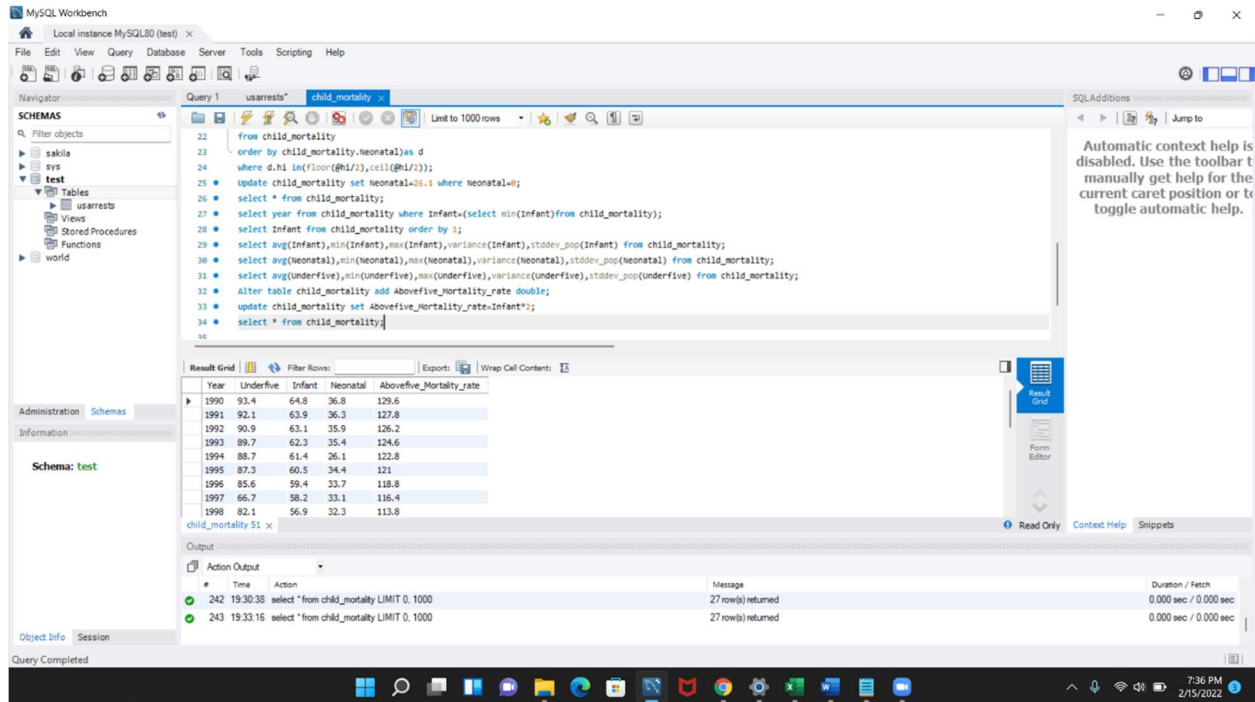 MySQL Workbench
Local instance MySQL80 (test) ×
File Edit View Query Database Server Tools Scripting Help
Navigator
SCHEMAS
Filter objects
sakila
sys
test
Tables
usarrests
Views
Stored Procedures
Functions
world
Administration Schemas
Information
Schema: test
Object Info Session
Query 1 usarrests* child_mortality ×
Limit to 1000 rows
22 from child_mortality
23 order by child_mortality.Neonatal)as d
24 where d.hi in(floor(@hi/2),ceil(@hi/2));
25 Update child_mortality set Neonatal=26.1 where Neonatal=0;
26 select * from child_mortality;
27 select year from child_mortality where Infant=(select min(Infant)from child_mortality);
28 select Infant from child_mortality order by 1;
29 select avg(Infant),min(Infant),max(Infant),variance(Infant),stddev_pop(Infant) from child_mortality;
30 select avg(Neonatal),min(Neonatal),max(Neonatal),variance(Neonatal),stddev_pop(Neonatal) from child_mortality;
31 select avg(Underfive),min(Underfive),max(Underfive),variance(Underfive),stddev_pop(Underfive) from child_mortality;
32 Alter table child_mortality add Abovefive_Mortality_rate double;
33 update child_mortality set Abovefive_Mortality_rate=Infant*2;
34 select * from child_mortality;
35
Result Grid Filter Rows: Export: Wrap Cell Content:
Year Underfive Infant Neonatal Abovefive_Mortality_rate
1990 93.4 64.8 36.8 129.6
1991 92.1 63.9 36.3 127.8
1992 90.9 63.1 35.9 126.2
1993 89.7 62.3 35.4 124.6
1994 88.7 61.4 26.1 122.8
1995 87.3 60.5 34.4 121
1996 85.6 59.4 33.7 118.8
1997 66.7 58.2 33.1 116.4
1998 82.1 56.9 32.3 113.8
Result
Grid
Form
Editor
child_mortality 51 × Read Only
SQLAdditions
Jump to
Automatic context help is
disabled. Use the toolbar t
manually get help for the
current caret position or to
toggle automatic help.
Context Help Snippets
Output
Action Output
# Time Action Message Duration / Fetch
242 19:30:38 select * from child_mortality LIMIT 0, 1000 27 row(s) returned 0.000 sec / 0.000 sec
243 19:33:16 select * from child_mortality LIMIT 0, 1000 27 row(s) returned 0.000 sec / 0.000 sec
Query Completed
7:36 PM
2/15/2022
3